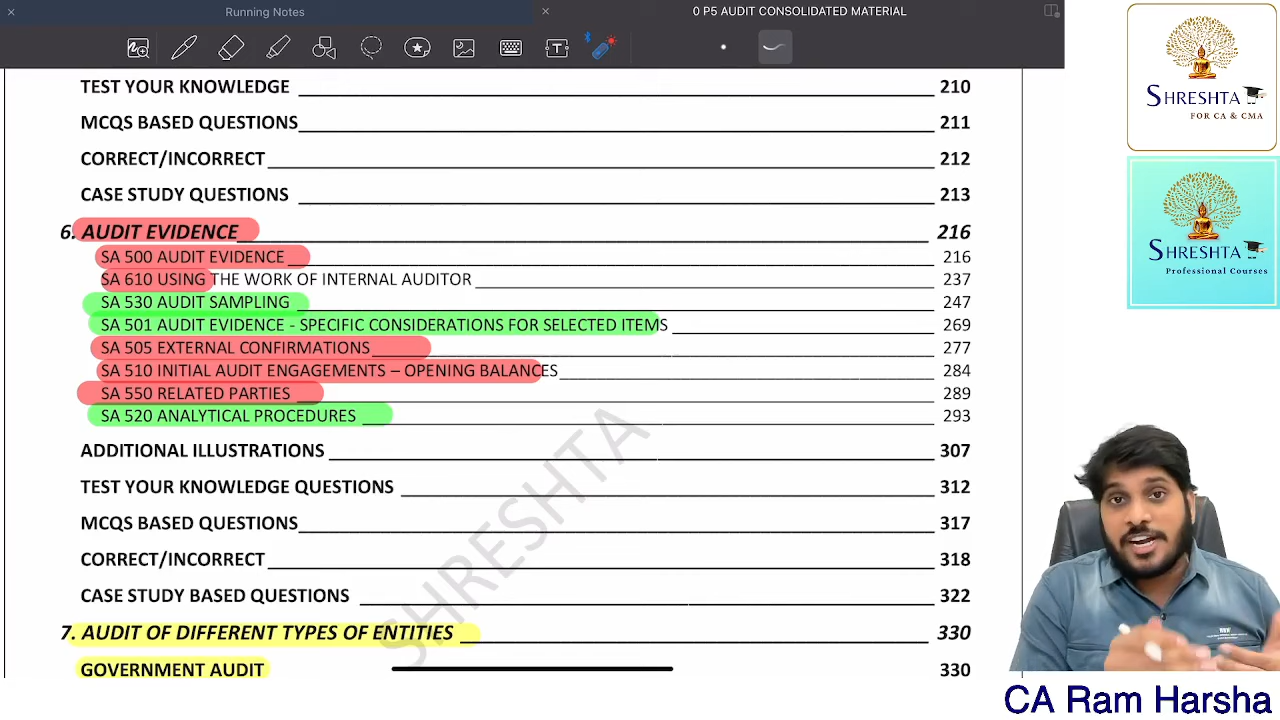 Running Notes
0 P5 AUDIT CONSOLIDATED MATERIAL
TEST YOUR KNOWLEDGE 210
MCQS BASED QUESTIONS 211
CORRECT/INCORRECT 212
CASE STUDY QUESTIONS 213
6. AUDIT EVIDENCE 216
SA 500 AUDIT EVIDENCE 216
SA 610 USING THE WORK OF INTERNAL AUDITOR 237
SA 530 AUDIT SAMPLING 247
SA 501 AUDIT EVIDENCE - SPECIFIC CONSIDERATIONS FOR SELECTED ITEMS 269
SA 505 EXTERNAL CONFIRMATIONS 277
SA 510 INITIAL AUDIT ENGAGEMENTS – OPENING BALANCES 284
SA 550 RELATED PARTIES 289
SA 520 ANALYTICAL PROCEDURES 293
ADDITIONAL ILLUSTRATIONS 307
TEST YOUR KNOWLEDGE QUESTIONS 312
MCQS BASED QUESTIONS 317
CORRECT/INCORRECT 318
CASE STUDY BASED QUESTIONS 322
7. AUDIT OF DIFFERENT TYPES OF ENTITIES 330
GOVERNMENT AUDIT 330
SHRESHTA
SHRESHTA
FOR CA & CMA
SHRESHTA
Professional Courses
CA Ram Harsha